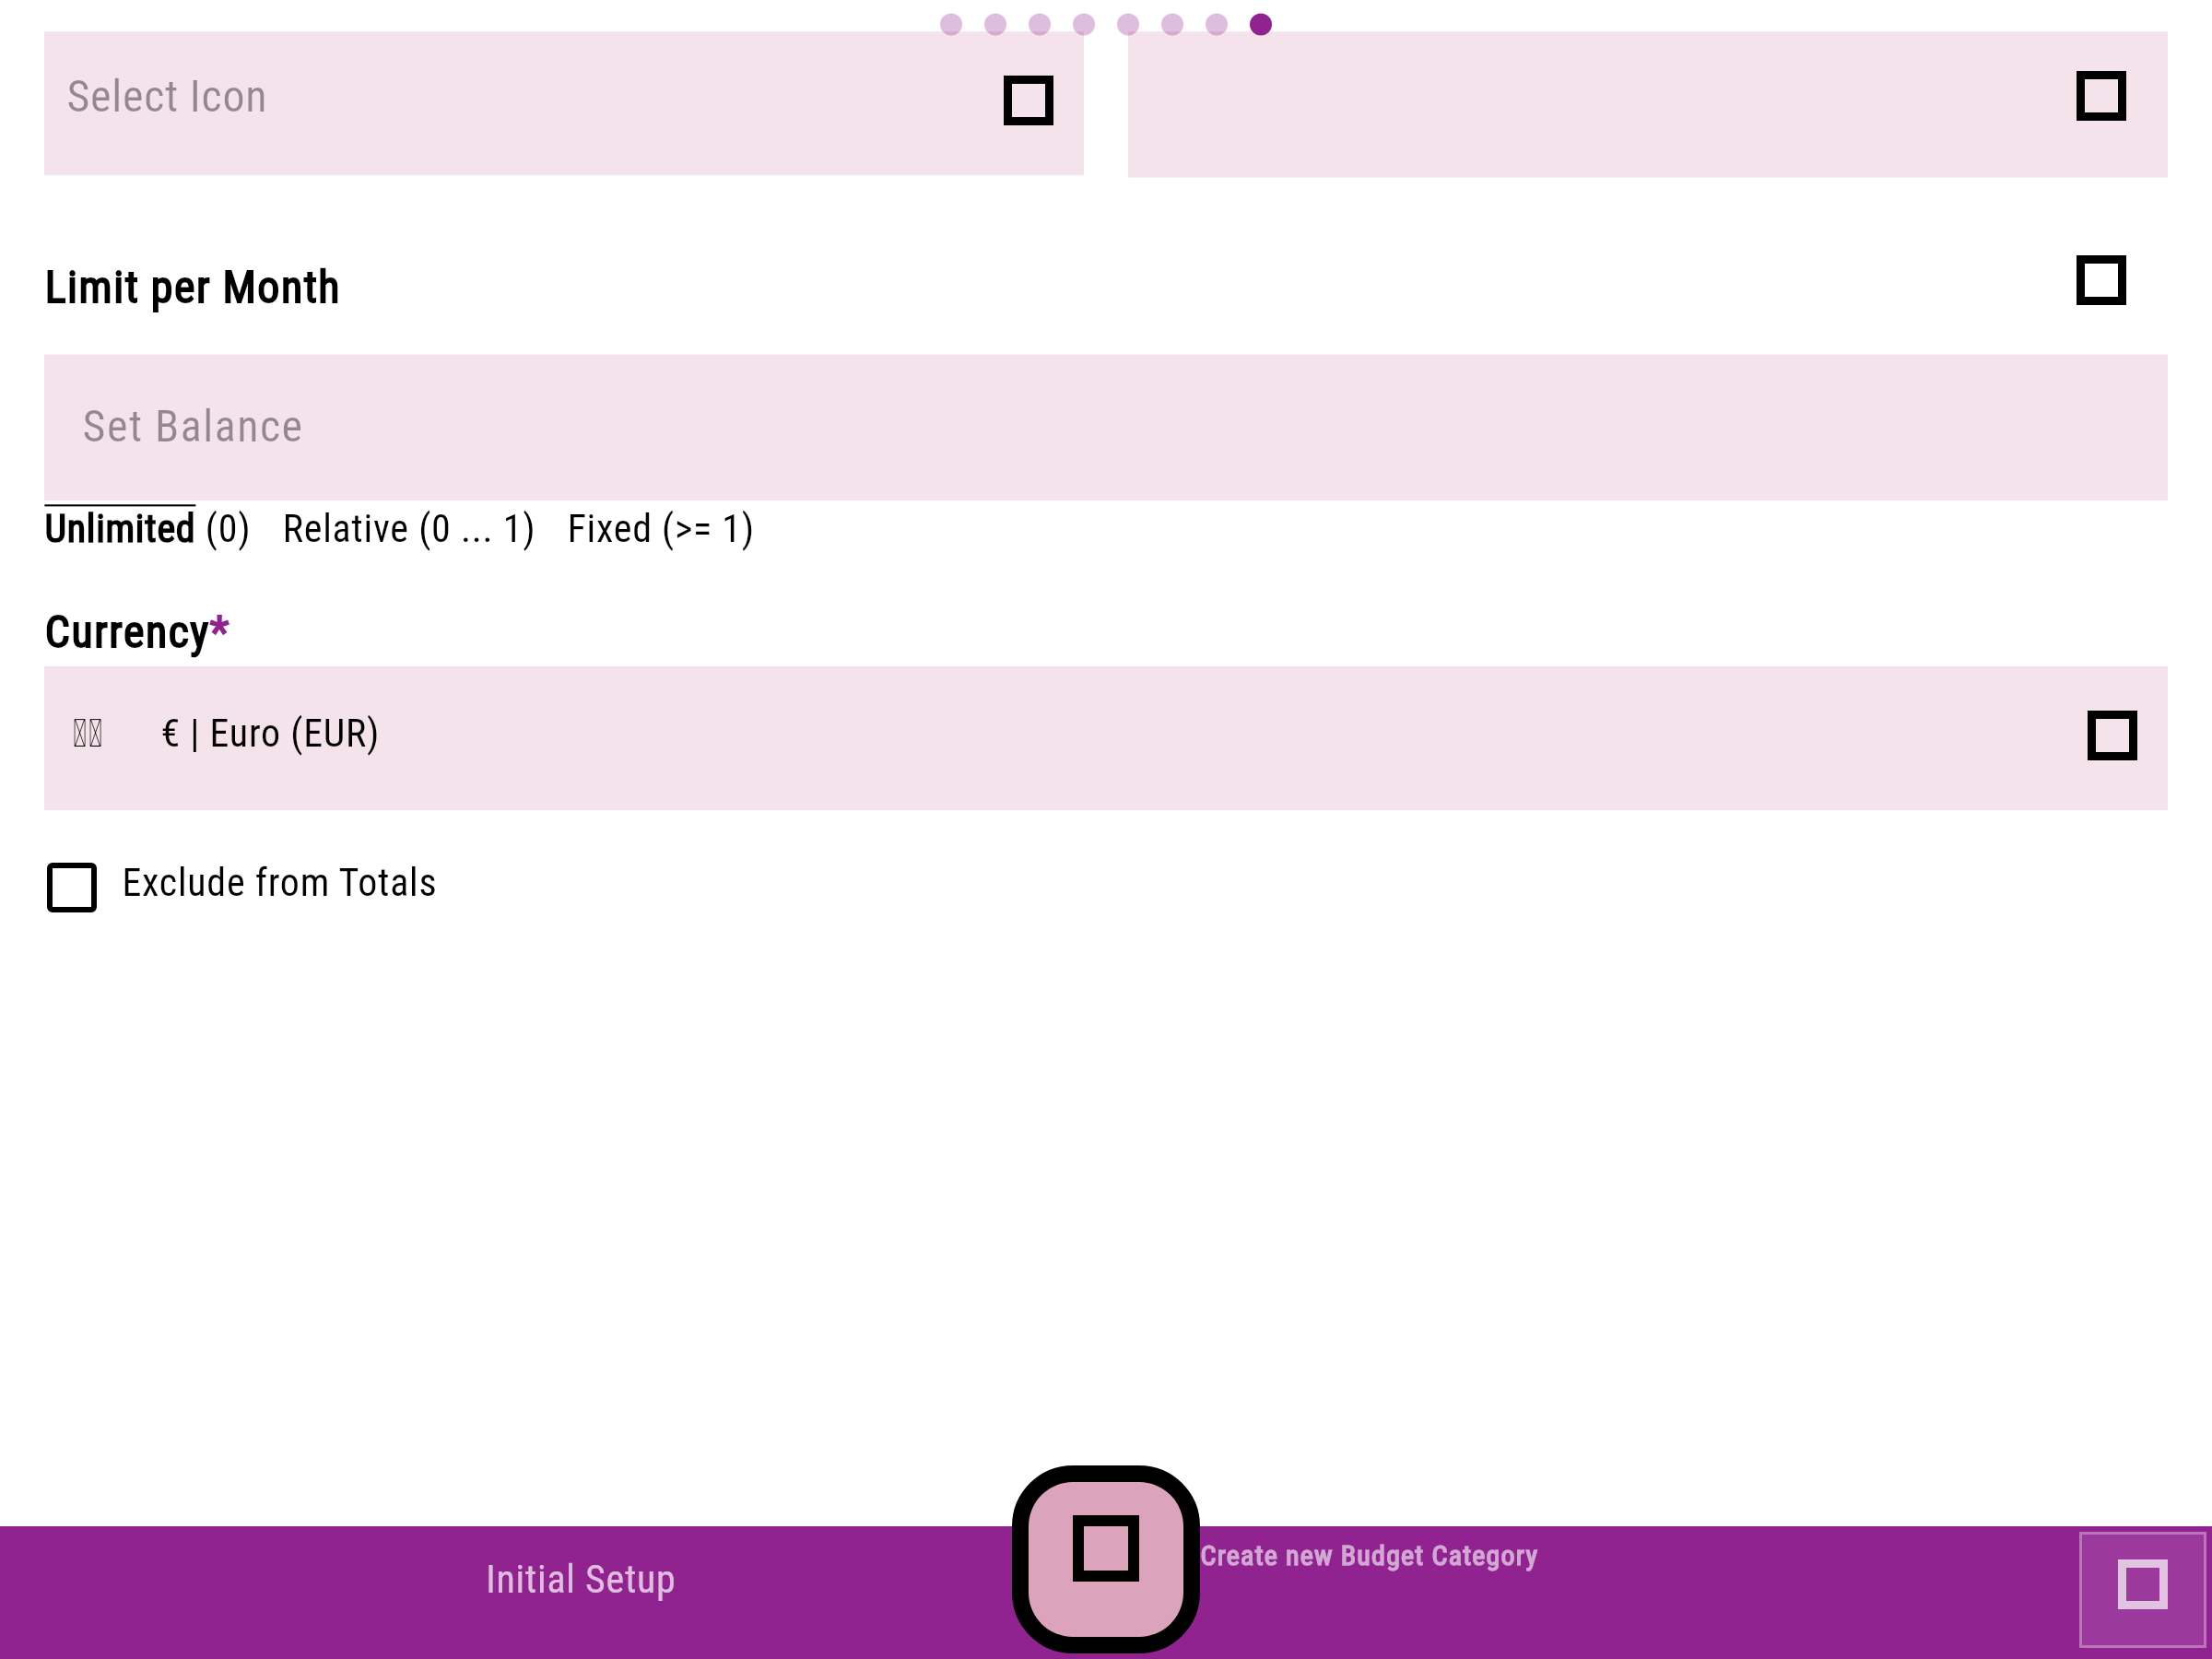 Select Icon
Limit per Month
Set Balance
Unlimited (0) Relative (0 ... 1) Fixed (>= 1)
Currency*
€ | Euro (EUR)
Exclude from Totals
Initial Setup
Create new Budget Category